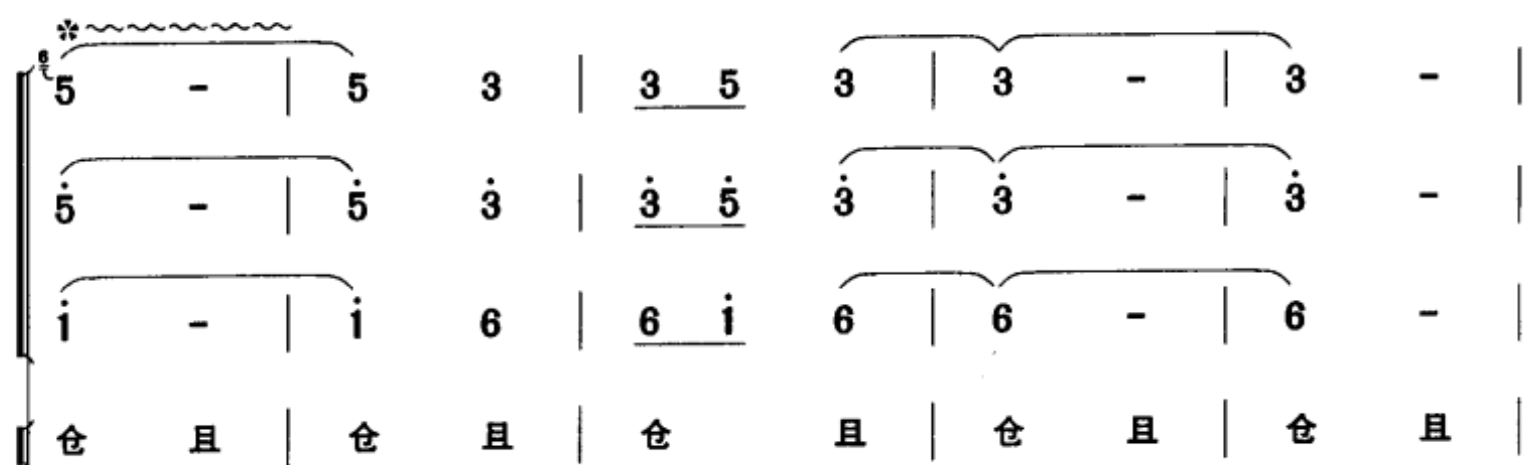 6
5 - | 5 3 | 3 5 3 | 3 - | 3 - |
5̇ - | 5̇ 3̇ | 3̇ 5̇ 3̇ | 3̇ - | 3̇ - |
1̇ - | 1̇ 6 | 6 1̇ 6 | 6 - | 6 - |
仓 且 | 仓 且 | 仓 且 | 仓 且 | 仓 且 |